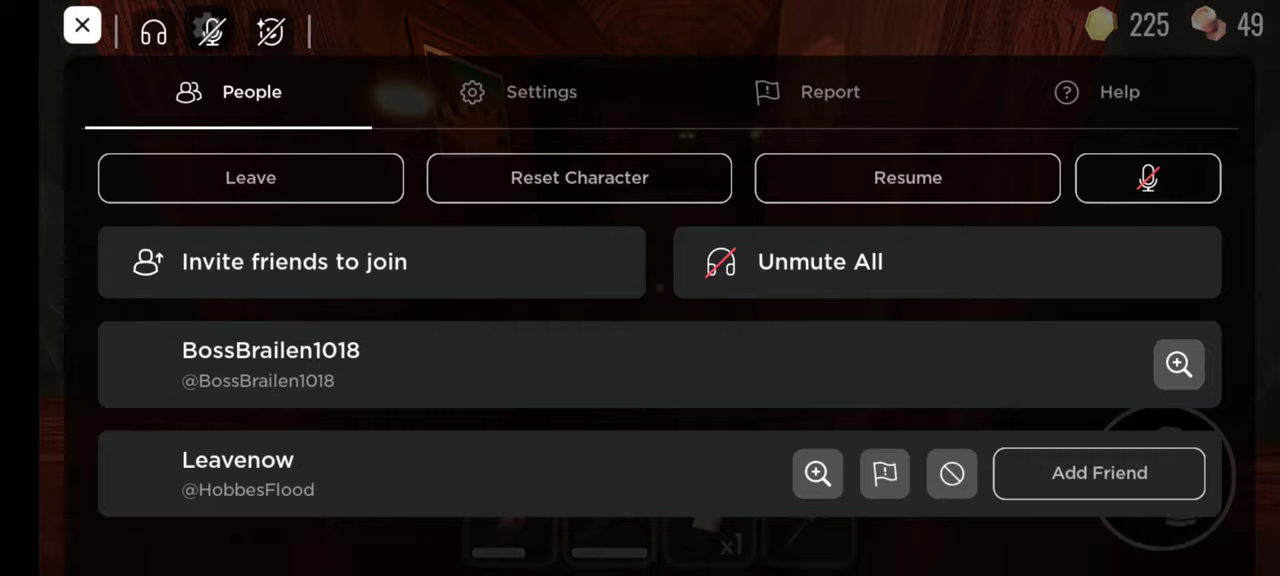 225 49
People Settings Report Help
Leave Reset Character Resume
Invite friends to join Unmute All
BossBrailen1018
@BossBrailen1018
Leavenow
@HobbesFlood Add Friend
x1